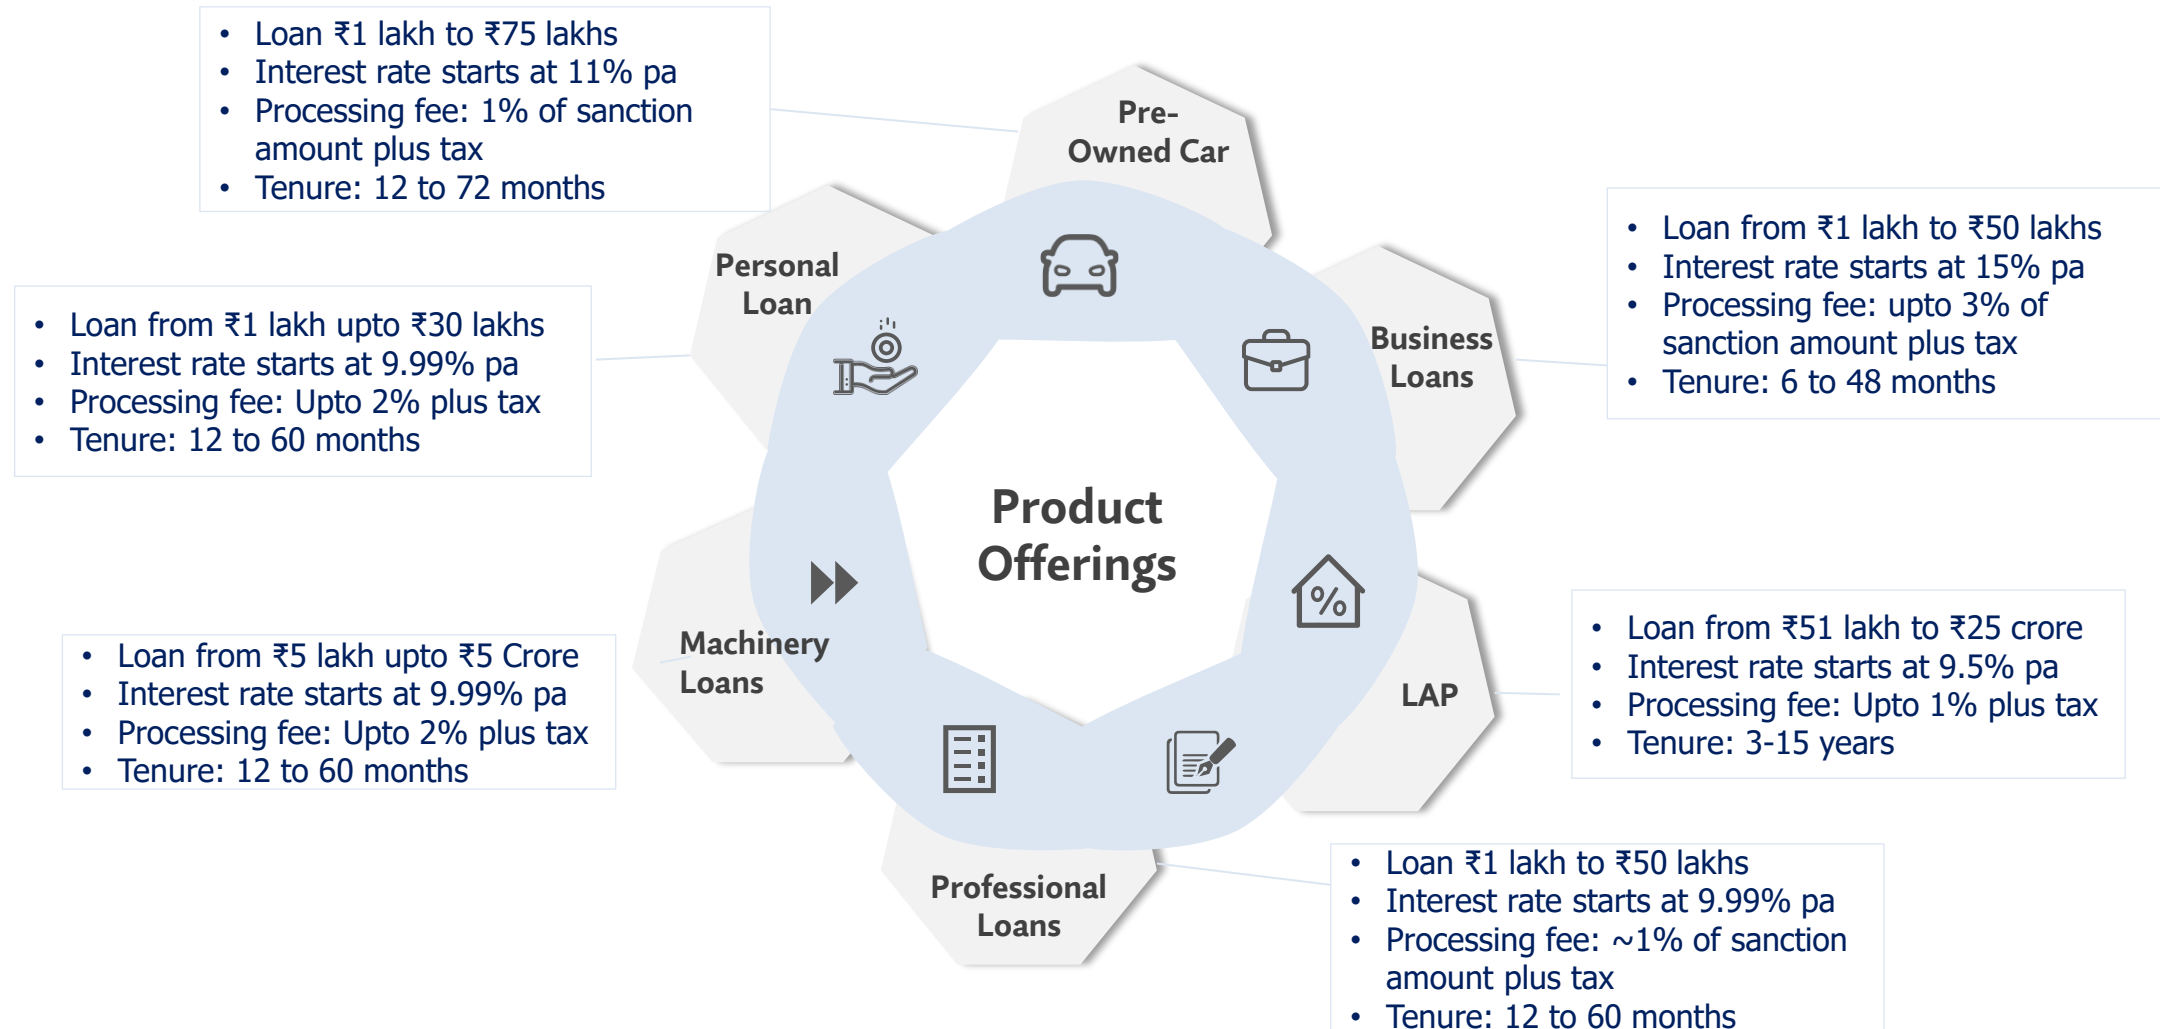 • Loan ₹1 lakh to ₹75 lakhs
• Interest rate starts at 11% pa
• Processing fee: 1% of sanction
amount plus tax
• Tenure: 12 to 72 months
Pre-
Owned Car
Personal
Loan
• Loan from ₹1 lakh upto ₹30 lakhs
• Interest rate starts at 9.99% pa
• Processing fee: Upto 2% plus tax
• Tenure: 12 to 60 months
Business
Loans
• Loan from ₹1 lakh to ₹50 lakhs
• Interest rate starts at 15% pa
• Processing fee: upto 3% of
sanction amount plus tax
• Tenure: 6 to 48 months
Product
Offerings
%
Machinery
Loans
• Loan from ₹5 lakh upto ₹5 Crore
• Interest rate starts at 9.99% pa
• Processing fee: Upto 2% plus tax
• Tenure: 12 to 60 months
LAP
• Loan from ₹51 lakh to ₹25 crore
• Interest rate starts at 9.5% pa
• Processing fee: Upto 1% plus tax
• Tenure: 3-15 years
Professional
Loans
• Loan ₹1 lakh to ₹50 lakhs
• Interest rate starts at 9.99% pa
• Processing fee: ~1% of sanction
amount plus tax
• Tenure: 12 to 60 months